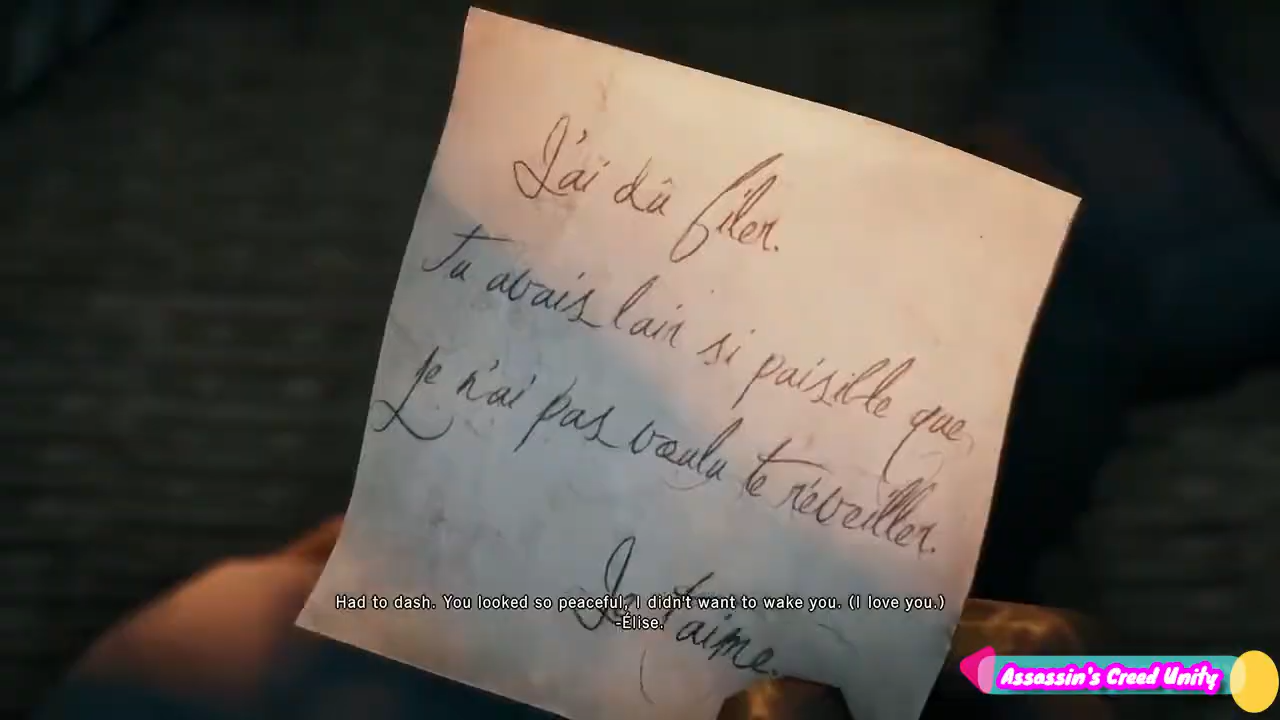 J'ai dû filer.
tu avais lair si paisible que
je n'ai pas voulu te réveiller.
Je t'aime.
Had to dash. You looked so peaceful, I didn't want to wake you. (I love you.)
-Élise.
Assassin's Creed Unity